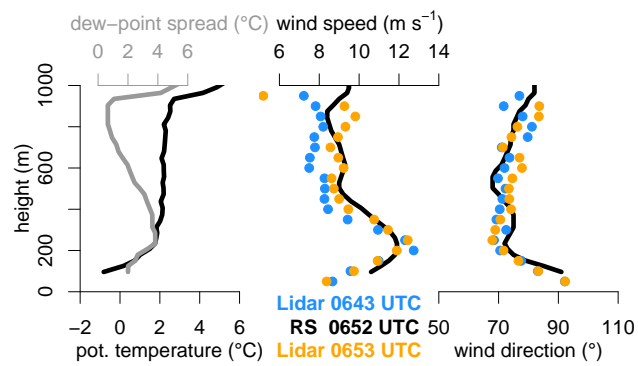 dew−point spread (°C) wind speed (m s⁻¹)
0 2 4 6 6 8 10 12 14
height (m)
1000
600
200
0
−2 0 2 4 6 50 70 90 110
Lidar 0643 UTC
RS 0652 UTC
Lidar 0653 UTC
pot. temperature (°C) wind direction (°)